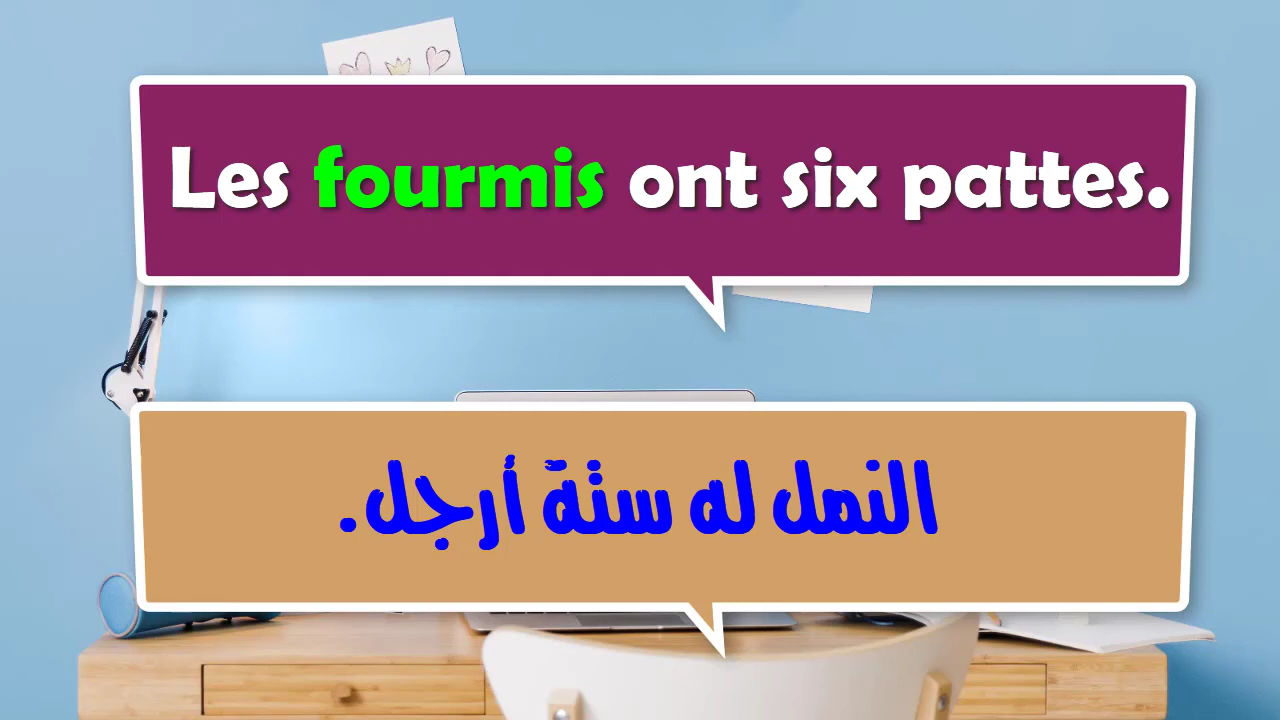 Les fourmis ont six pattes.
النمل له ستة أرجل.